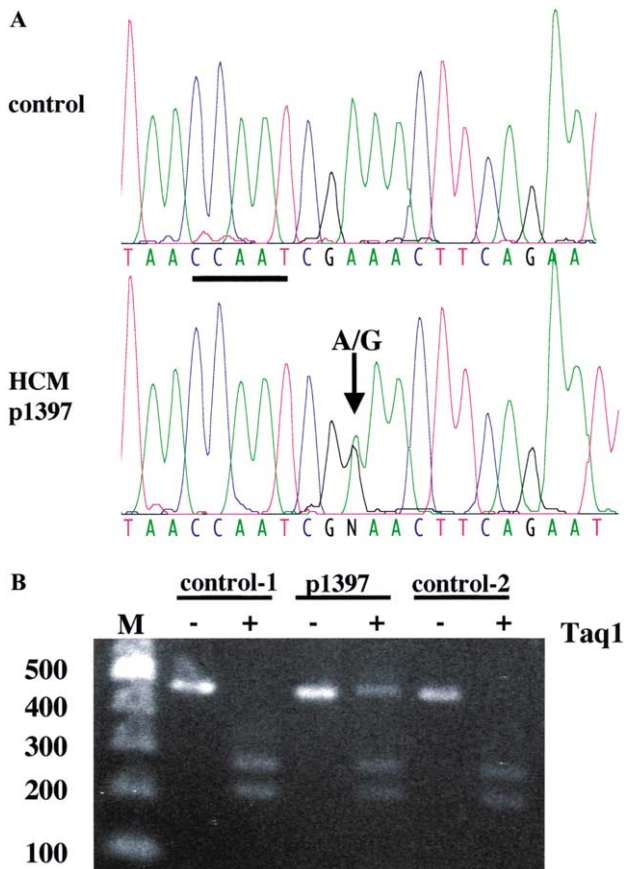 A
control
T A A C C A A T C G A A A C T T C A G A A
A/G
HCM
p1397
T A A C C A A T C G N A A C T T C A G A A T
B
control-1 p1397 control-2
M - + - + - + Taq1
500
400
300
200
100